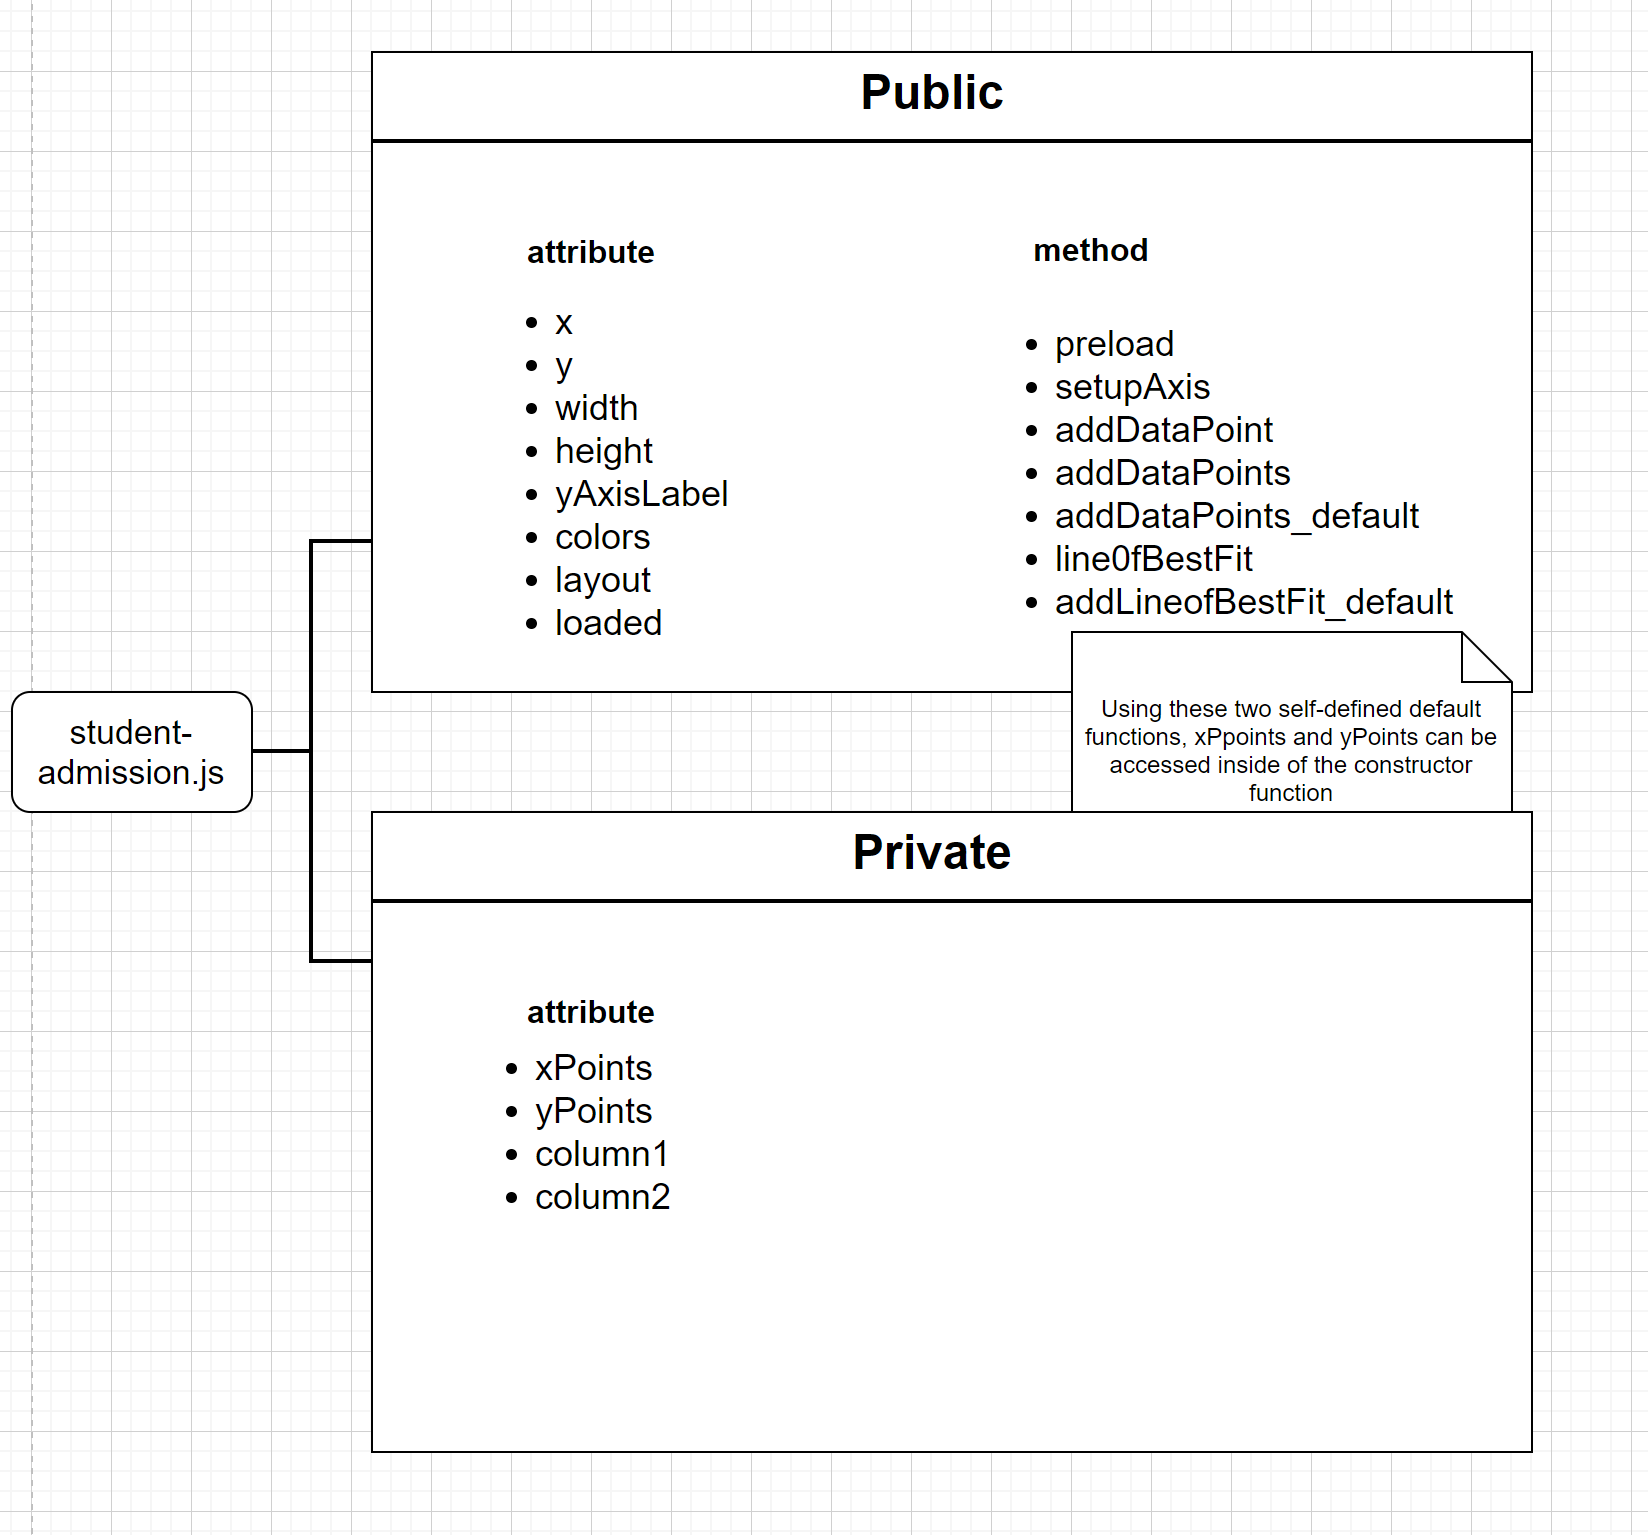 Public
attribute
x
y
width
height
yAxisLabel
colors
layout
loaded
method
preload
setupAxis
addDataPoint
addDataPoints
addDataPoints_default
line0fBestFit
addLineofBestFit_default
Using these two self-defined default
functions, xPpoints and yPoints can be
accessed inside of the constructor
function
student-
admission.js
Private
attribute
xPoints
yPoints
column1
column2